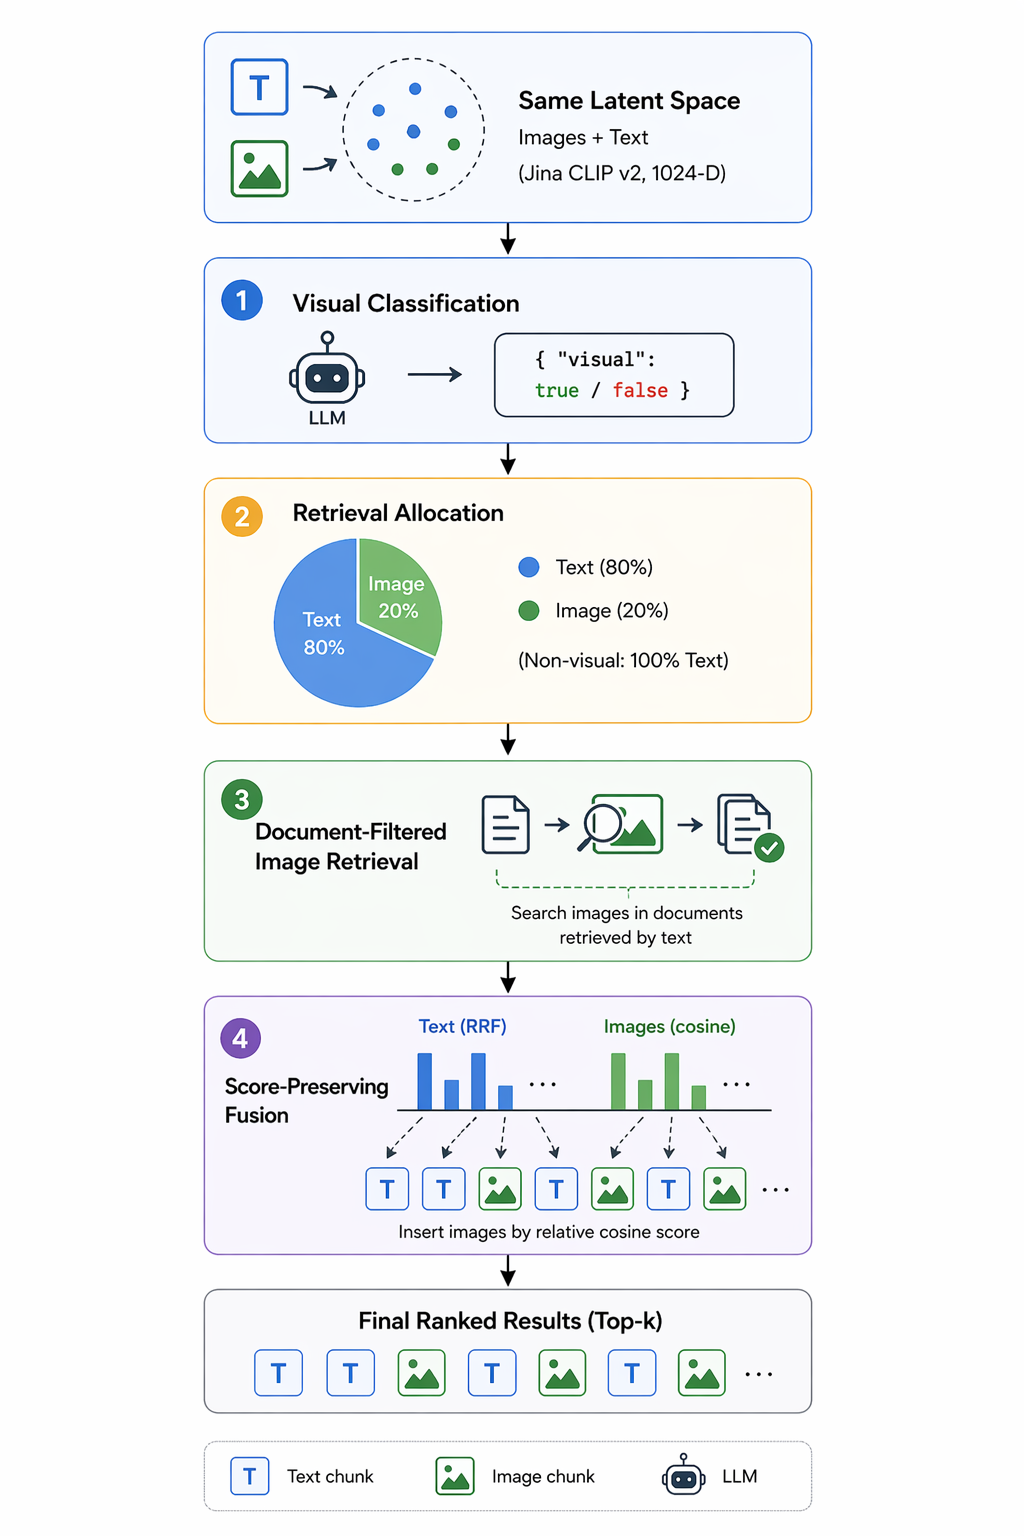 T
Same Latent Space
Images + Text
(Jina CLIP v2, 1024-D)
1
Visual Classification
LLM
{ "visual":
true / false }
2
Retrieval Allocation
Image
20%
Text
80%
Text (80%)
Image (20%)
(Non-visual: 100% Text)
3
Document-Filtered
Image Retrieval
Search images in documents
retrieved by text
4
Score-Preserving
Fusion
Text (RRF)
Images (cosine)
...
...
T T T T ...
Insert images by relative cosine score
Final Ranked Results (Top-k)
T T T T ...
T Text chunk
Image chunk
LLM